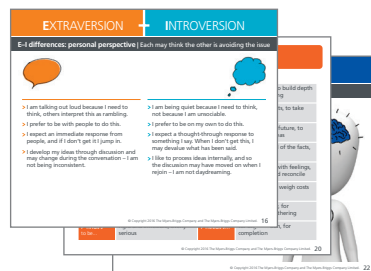 EXTRAVERSION + INTROVERSION
E–I differences: personal perspective | Each may think the other is avoiding the issue
> I am talking out loud because I need to
think, others interpret this as rambling.
> I prefer to be with people to do this.
> I expect an immediate response from
people, and if I don't get it I jump in.
> I develop my ideas through discussion and
may change during the conversation – I am
not being inconsistent.
> I am being quiet because I need to think,
not because I am unsociable.
> I prefer to be on my own to do this.
> I expect a thought-through response to
something I say. When I don't get this, I
may devalue what has been said.
> I like to process ideas internally, and so
the discussion may have moved on when I
rejoin – I am not daydreaming.
© Copyright 2018 The Myers-Briggs Company and The Myers-Briggs Company Limited 16
to build depth
ts, to take
future, to
of the facts,
with feelings,
reconcile
weigh costs
, for
thering
, for
serious
completion
© Copyright 2018 The Myers-Briggs Company and The Myers-Briggs Company Limited 20
© Copyright 2018 The Myers-Briggs Company and The Myers-Briggs Company Limited 22